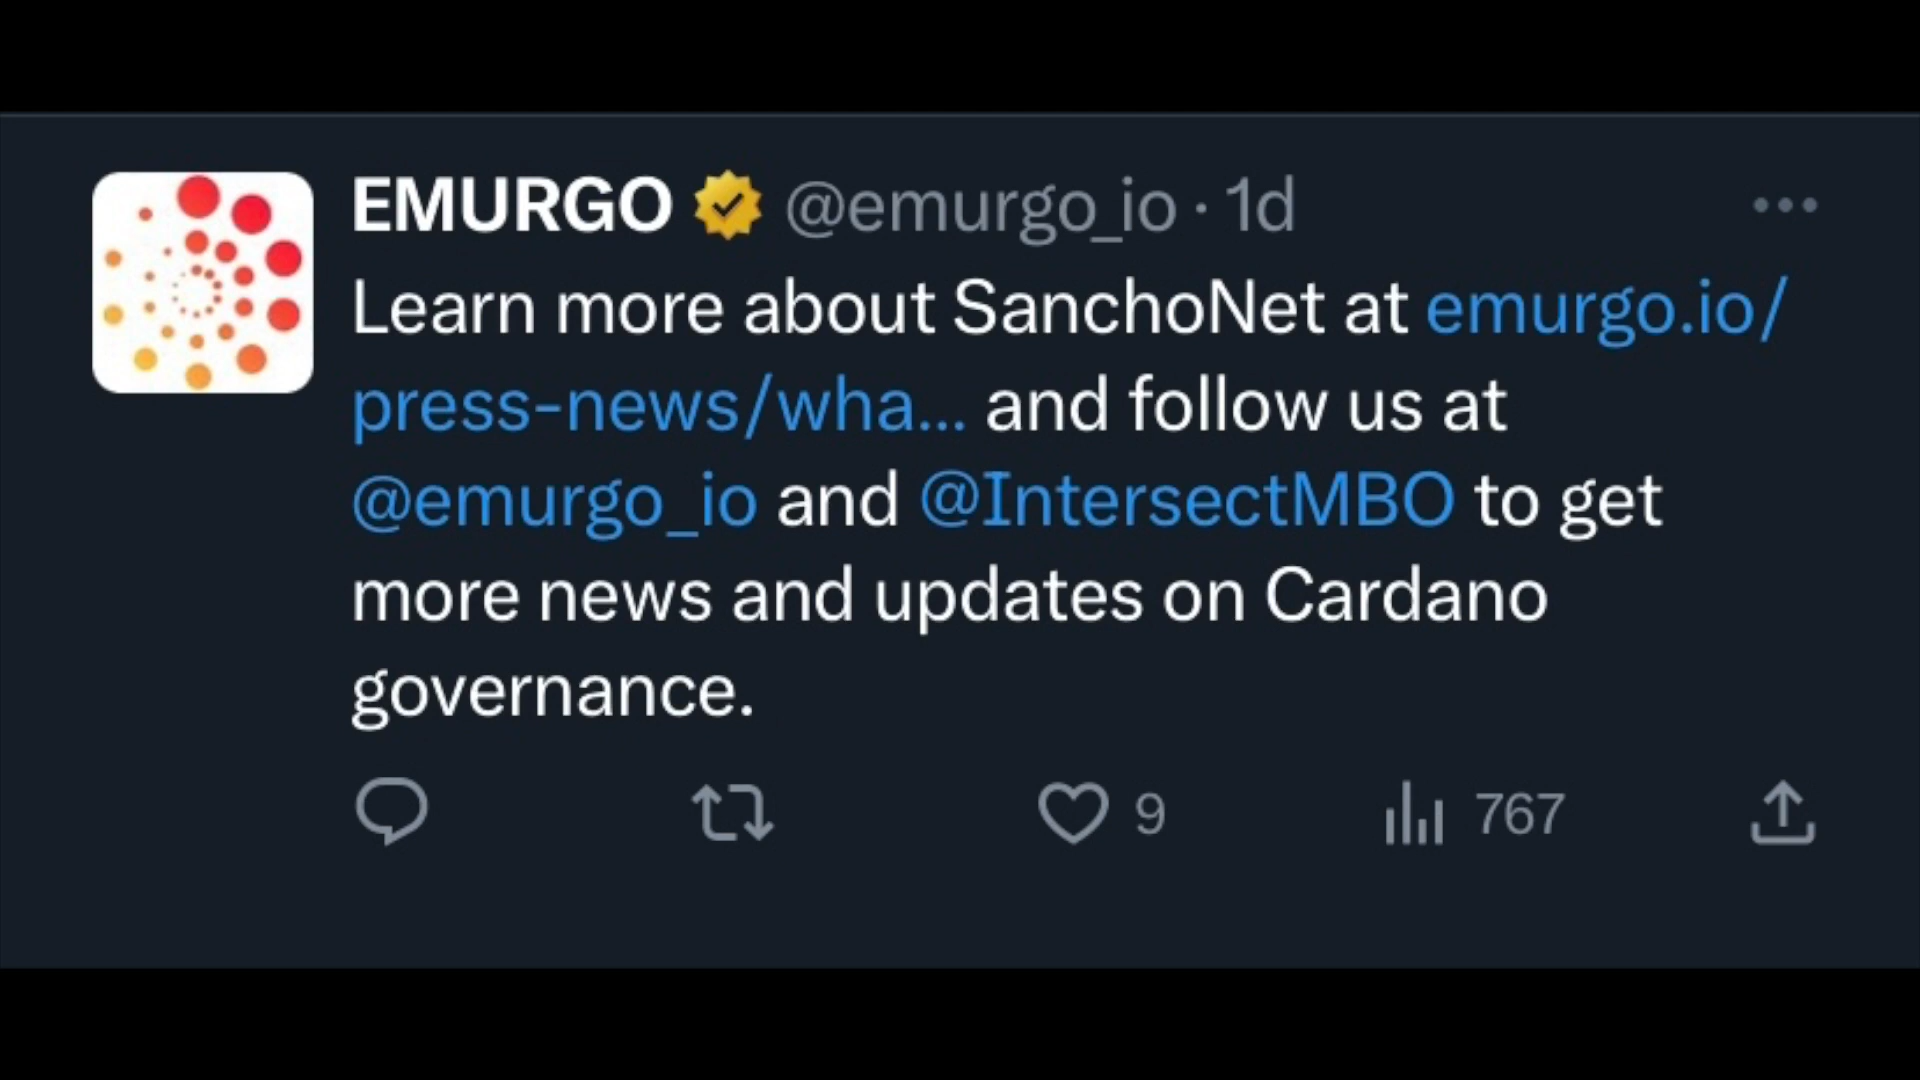 EMURGO @emurgo_io · 1d
Learn more about SanchoNet at emurgo.io/
press-news/wha... and follow us at
@emurgo_io and @IntersectMBO to get
more news and updates on Cardano
governance.
9 767